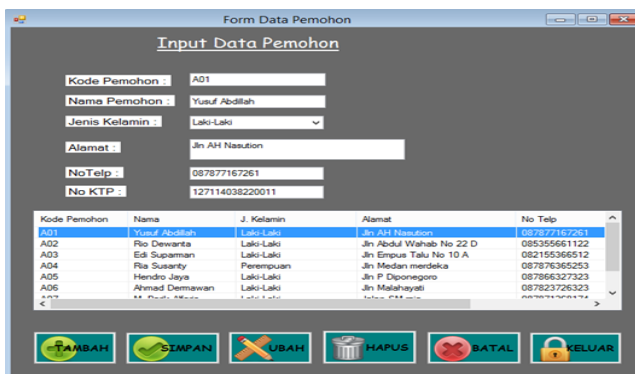 Form Data Pemohon
Input Data Pemohon
Kode Pemohon : A01
Nama Pemohon : Yusuf Abdillah
Jenis Kelamin : Laki-Laki
Alamat : Jln AH Nasution
NoTelp : 087877167261
No KTP : 127114038220011
Kode Pemohon Nama J. Kelamin Alamat No Telp
A01 Yusuf Abdillah Laki-Laki Jln AH Nasution 087877167261
A02 Rio Dewanta Laki-Laki Jln Abdul Wahab No 22 D 085355661122
A03 Edi Suparman Laki-Laki Jln Empus Talu No 10 A 082155366512
A04 Ria Susanty Perempuan Jln Medan merdeka 087876365253
A05 Hendro Jaya Laki-Laki Jln P Diponegoro 087866327323
A06 Ahmad Dermawan Laki-Laki Jln Malahayati 087823726323
A07 Laki-Laki
TAMBAH SIMPAN UBAH HAPUS BATAL KELUAR